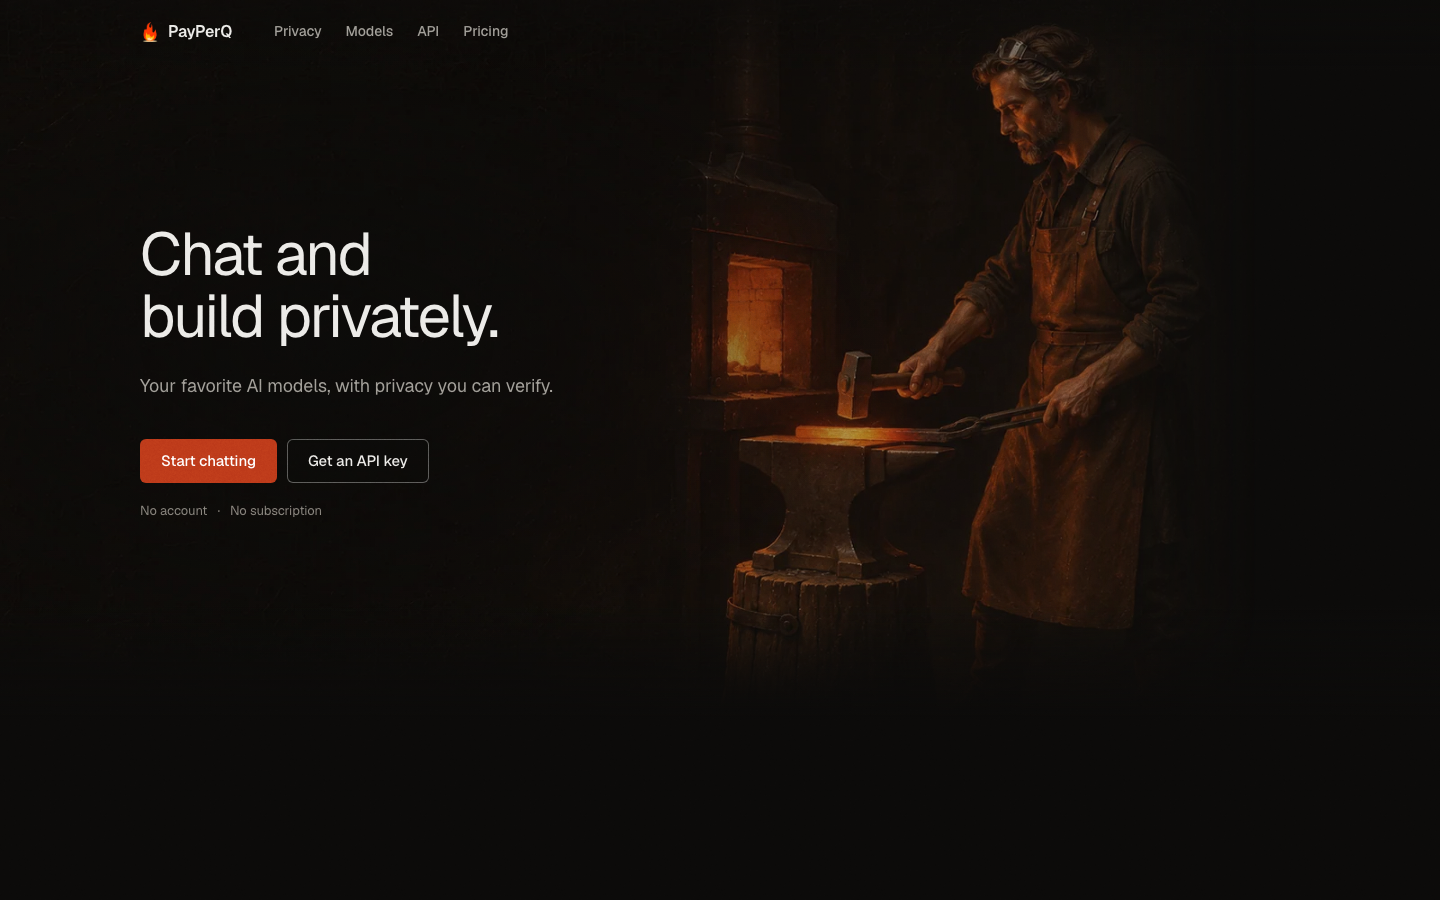 PayPerQ
Privacy
Models
API
Pricing
Chat and
build privately.
Your favorite AI models, with privacy you can verify.
Start chatting
Get an API key
No account · No subscription